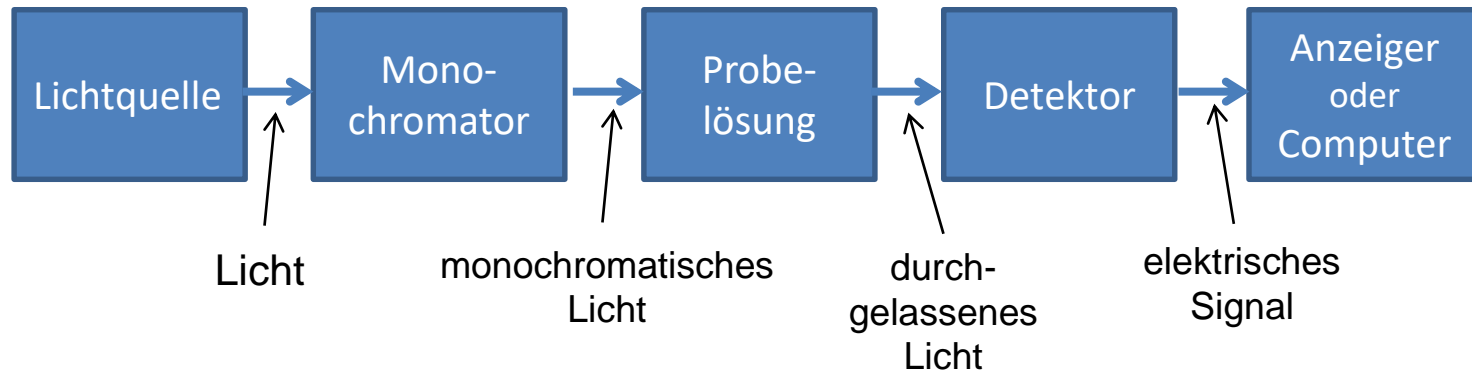 Lichtquelle
Mono-
chromator
Probe-
lösung
Detektor
Anzeiger
oder
Computer
Licht
monochromatisches
Licht
durch-
gelassenes
Licht
elektrisches
Signal